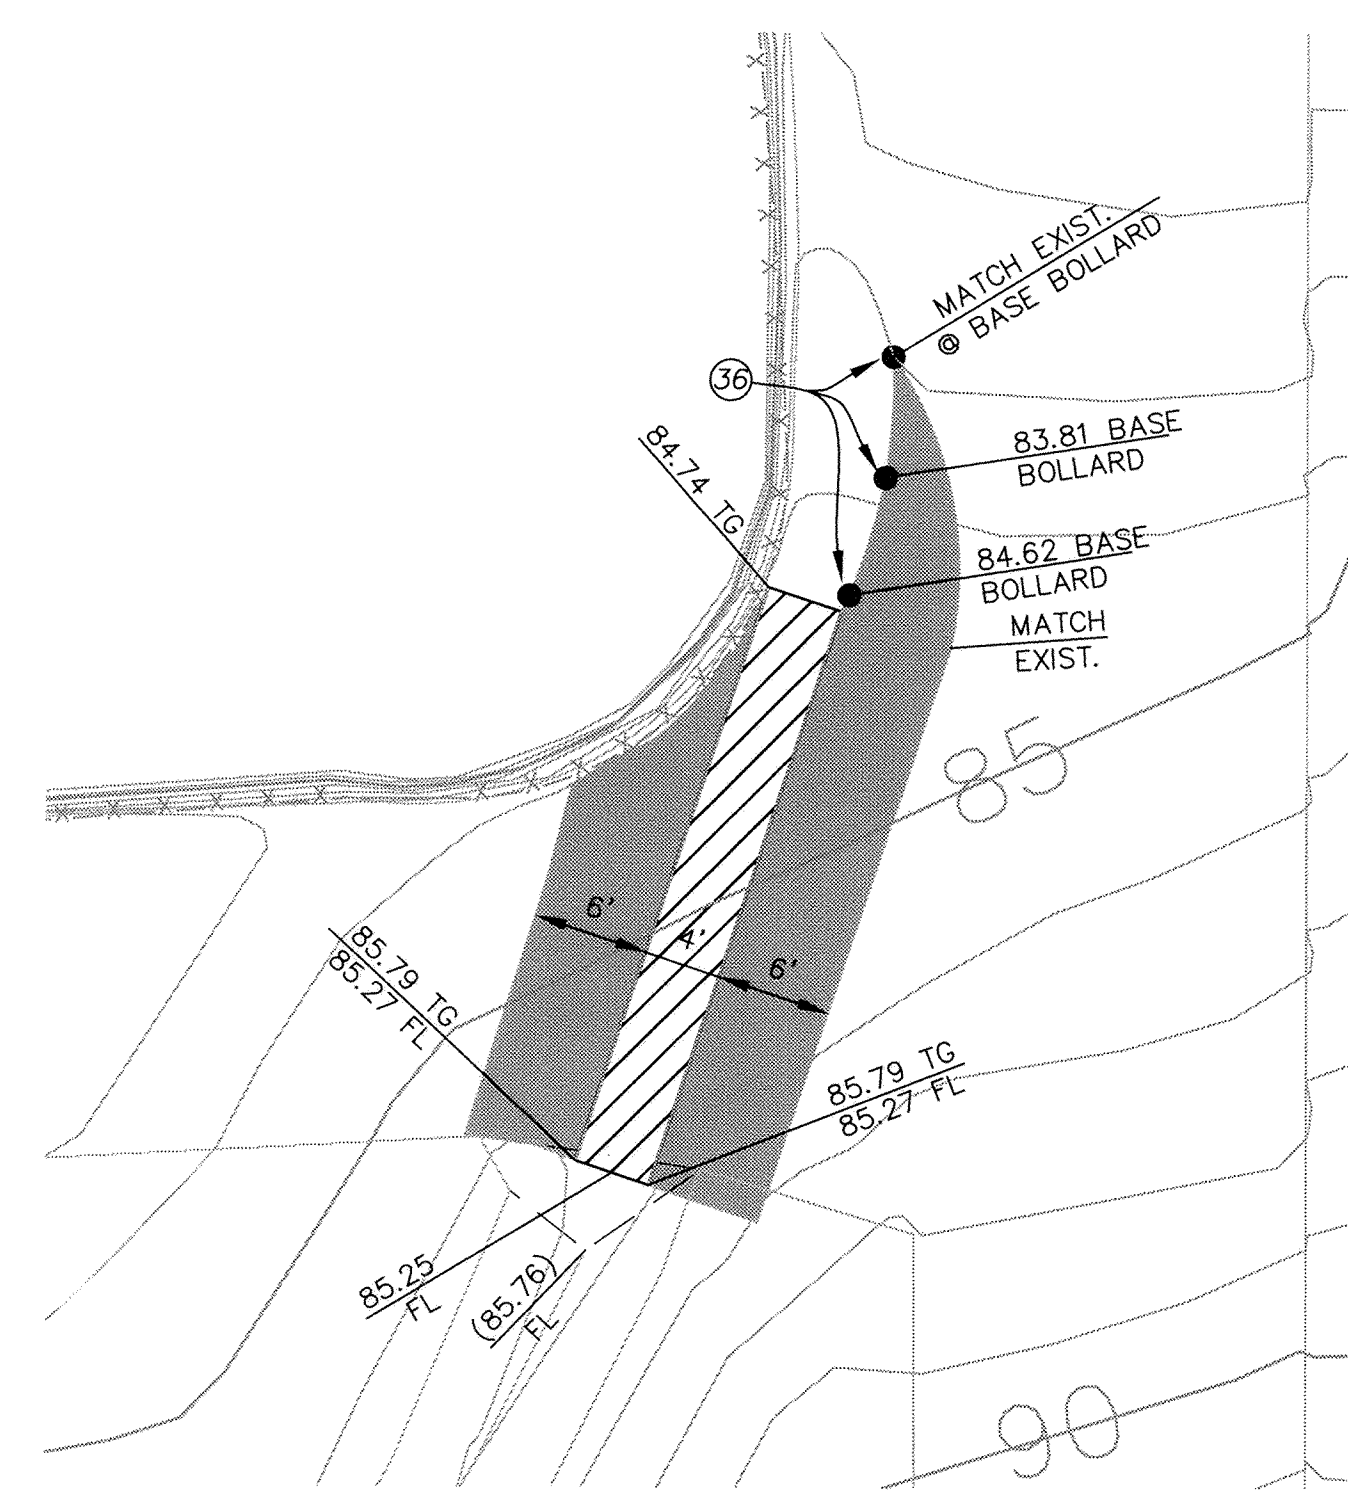 MATCH EXIST.
@ BASE BOLLARD
36
83.81 BASE
BOLLARD
84.74 TG
84.62 BASE
BOLLARD
MATCH
EXIST.
85
6'
4'
6'
85.79 TG
85.27 FL
85.79 TG
85.27 FL
85.25
FL
(85.76)
FL
90